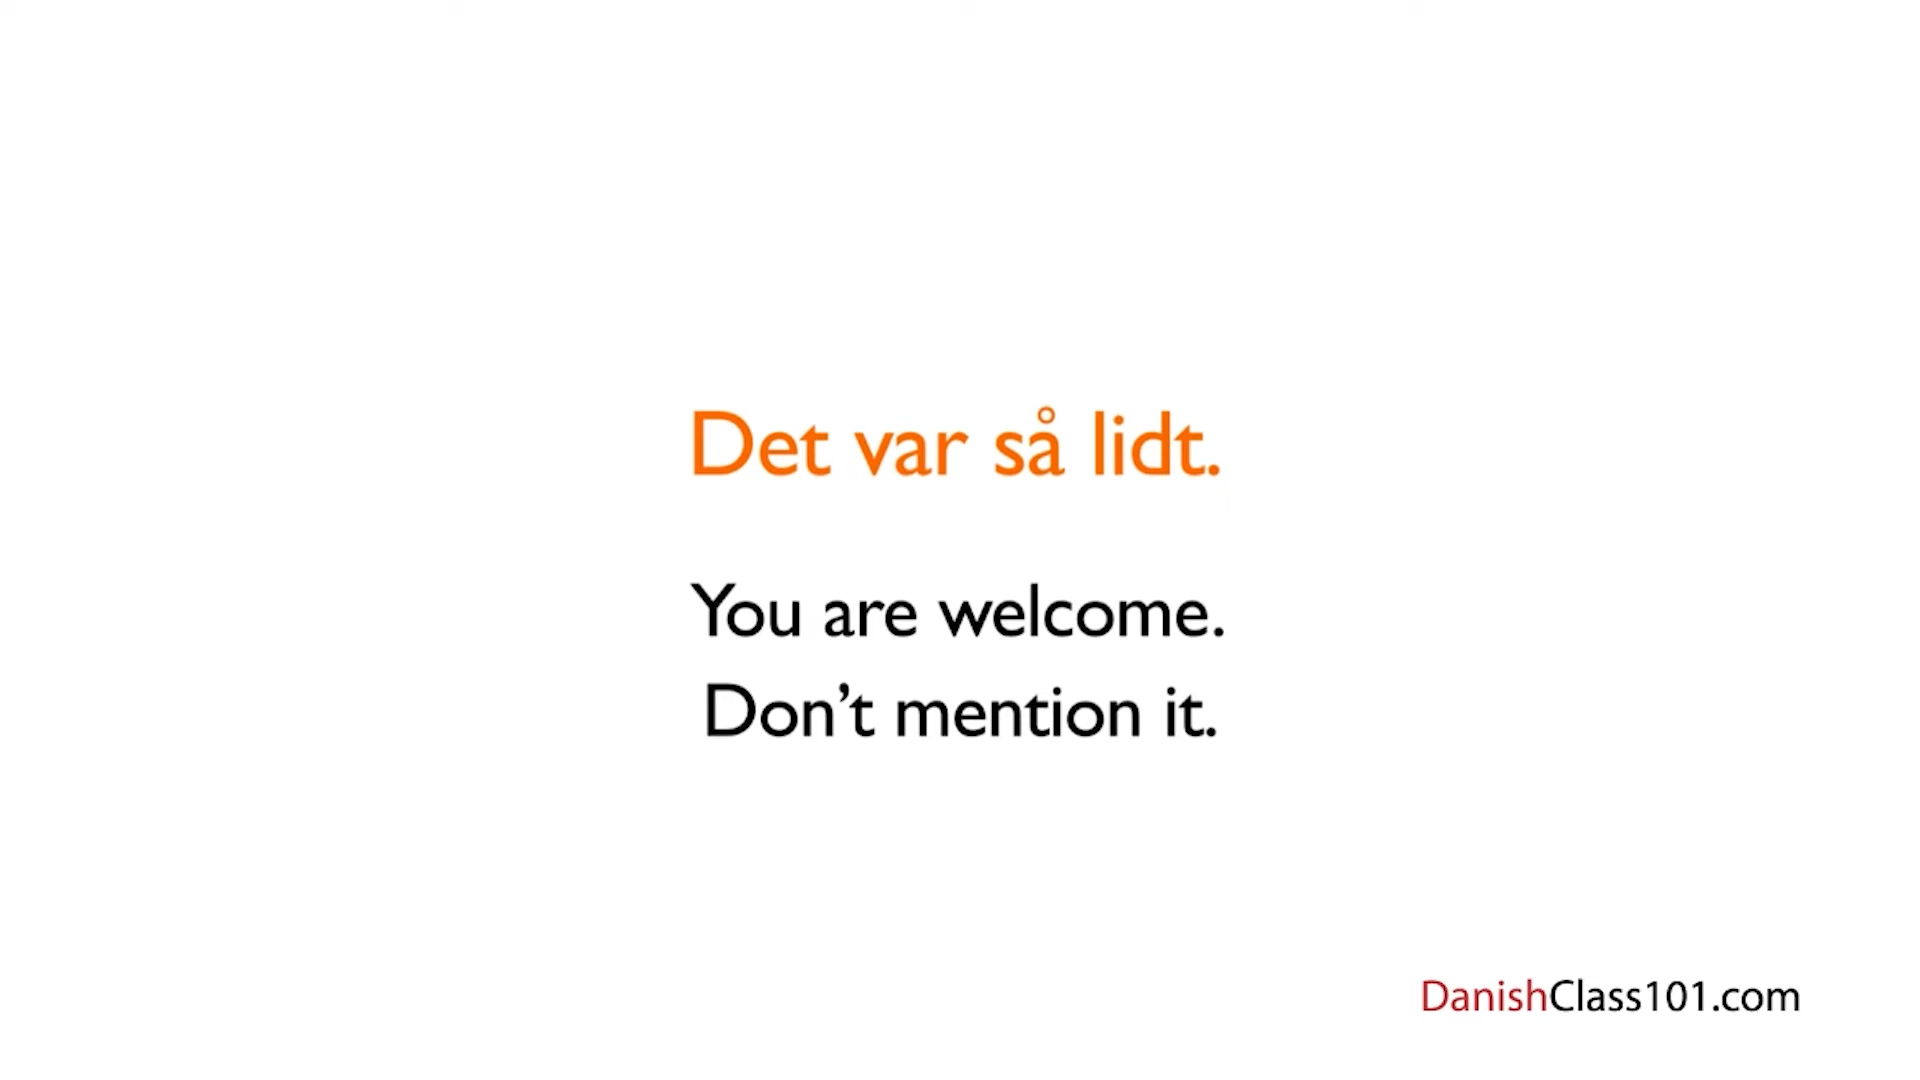 Det var så lidt.
You are welcome.
Don’t mention it.
DanishClass101.com